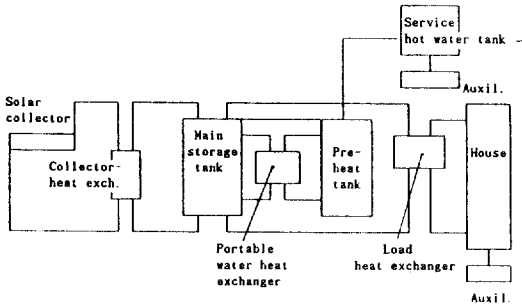 Service
hot water tank
Auxil.
Solar
collector
Collector-
heat exch.
Main
storage
tank
Pre-
heat
tank
House
Portable
water heat
exchanger
Load
heat exchanger
Auxil.